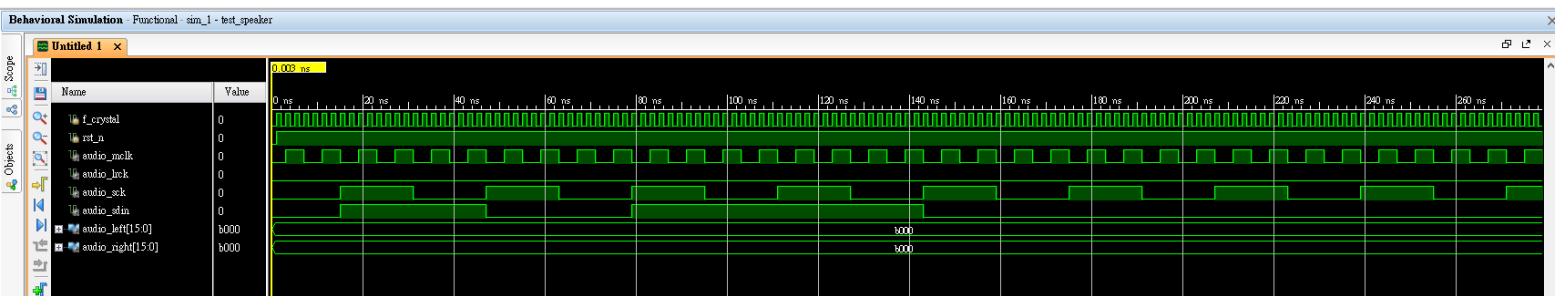 Behavioral Simulation - Functional - sim_1 - test_speaker
Untitled 1
Scope
Objects
0.003 ns
Name Value
0 ns 20 ns 40 ns 60 ns 80 ns 100 ns 120 ns 140 ns 160 ns 180 ns 200 ns 220 ns 240 ns 260 ns
f_crystal 0
rst_n 0
audio_mclk 0
audio_lrck 0
audio_sck 0
audio_sdin 0
audio_left[15:0] b000 b000
audio_right[15:0] b000 b000